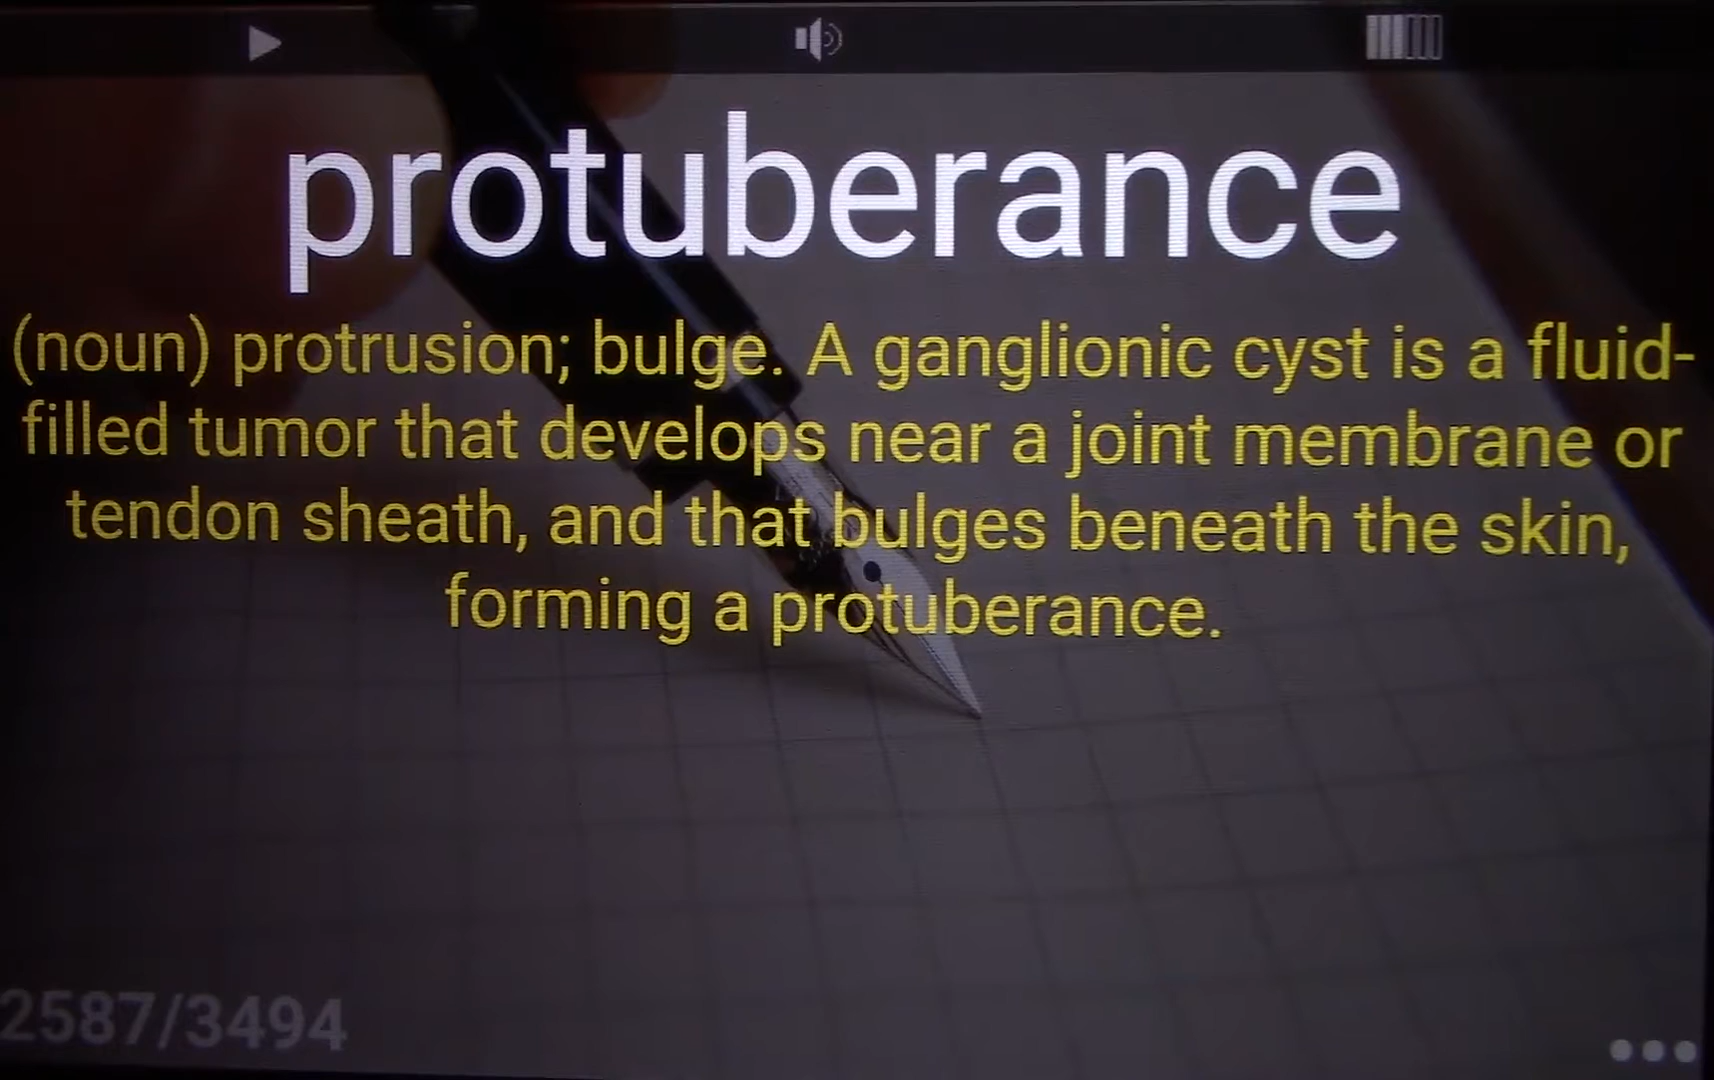 protuberance
(noun) protrusion; bulge. A ganglionic cyst is a fluid-
filled tumor that develops near a joint membrane or
tendon sheath, and that bulges beneath the skin,
forming a protuberance.
2587/3494